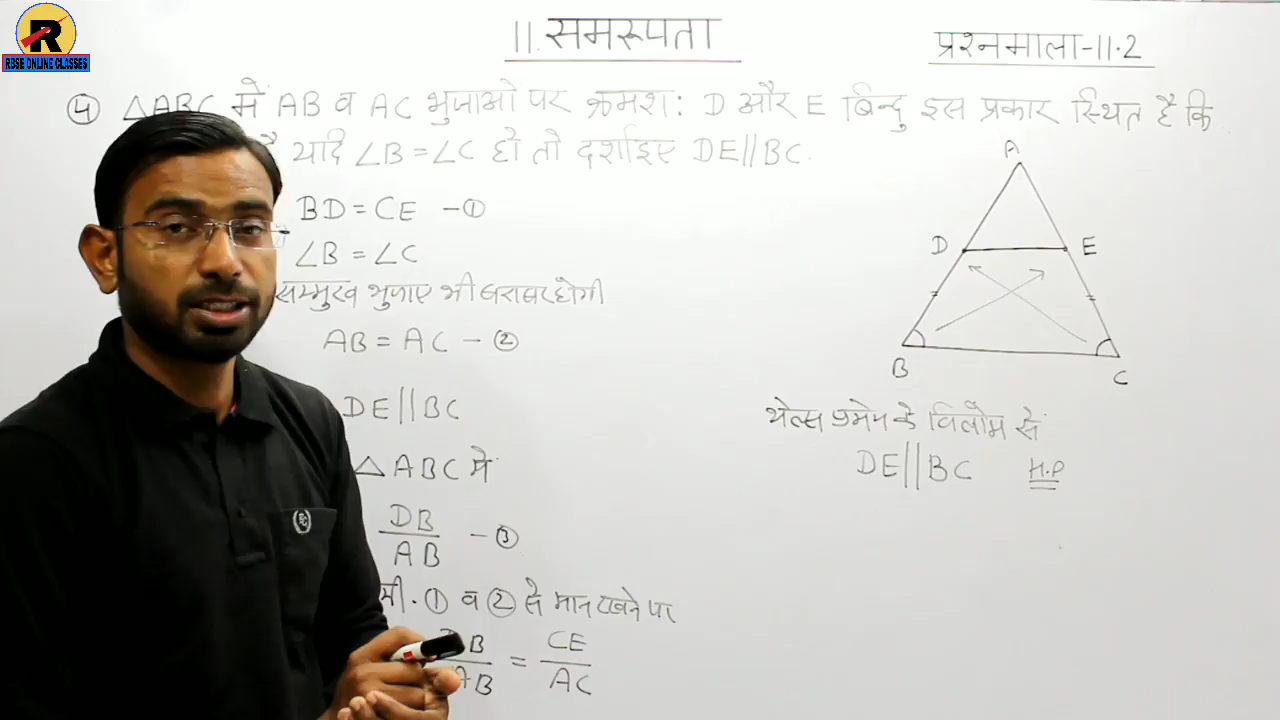 R
RBSE ONLINE CLASSES
11. समरूपता
प्रश्नमाला-11.2
④ △ABC में AB व AC भुजाओ पर क्रमश: D और E बिन्दु इस प्रकार स्थित है कि
यदि ∠B=∠C हो तो दर्शाइए DE||BC.
BD = CE -①
∠B = ∠C
सम्मुख भुजाए भी बराबर होगी
AB = AC - ②
DE||BC
△ABC मे
DB
AB
-③
① व ② से मान रखने पर
B/AB = CE/AC
A
D
E
B
C
थेल्स प्रमेय के विलोम से
DE||BC H.P